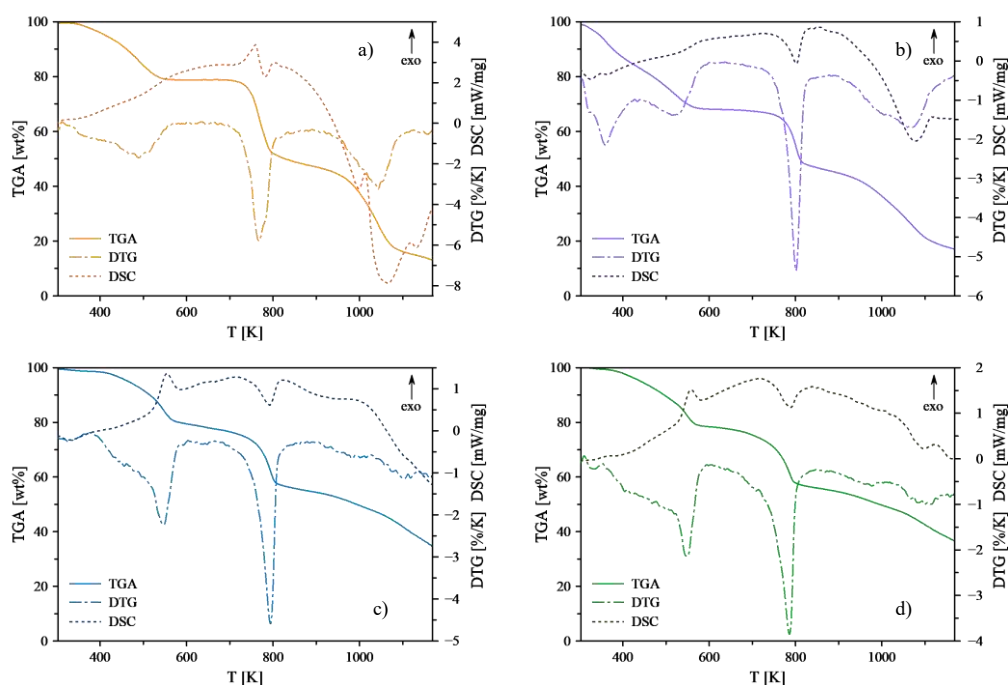 a)
exo
TGA [wt%]
100
80
60
40
20
0
4
2
0
−2
−4
−6
−8
DTG [%/K] DSC [mW/mg]
TGA
DTG
DSC
400
600
800
1000
T [K]
b)
exo
TGA [wt%]
100
80
60
40
20
0
1
0
−1
−2
−3
−4
−5
−6
DTG [%/K] DSC [mW/mg]
TGA
DTG
DSC
400
600
800
1000
T [K]
c)
exo
TGA [wt%]
100
80
60
40
20
0
1
0
−1
−2
−3
−4
−5
DTG [%/K] DSC [mW/mg]
TGA
DTG
DSC
400
600
800
1000
T [K]
d)
exo
TGA [wt%]
100
80
60
40
20
0
2
1
0
−1
−2
−3
−4
DTG [%/K] DSC [mW/mg]
TGA
DTG
DSC
400
600
800
1000
T [K]